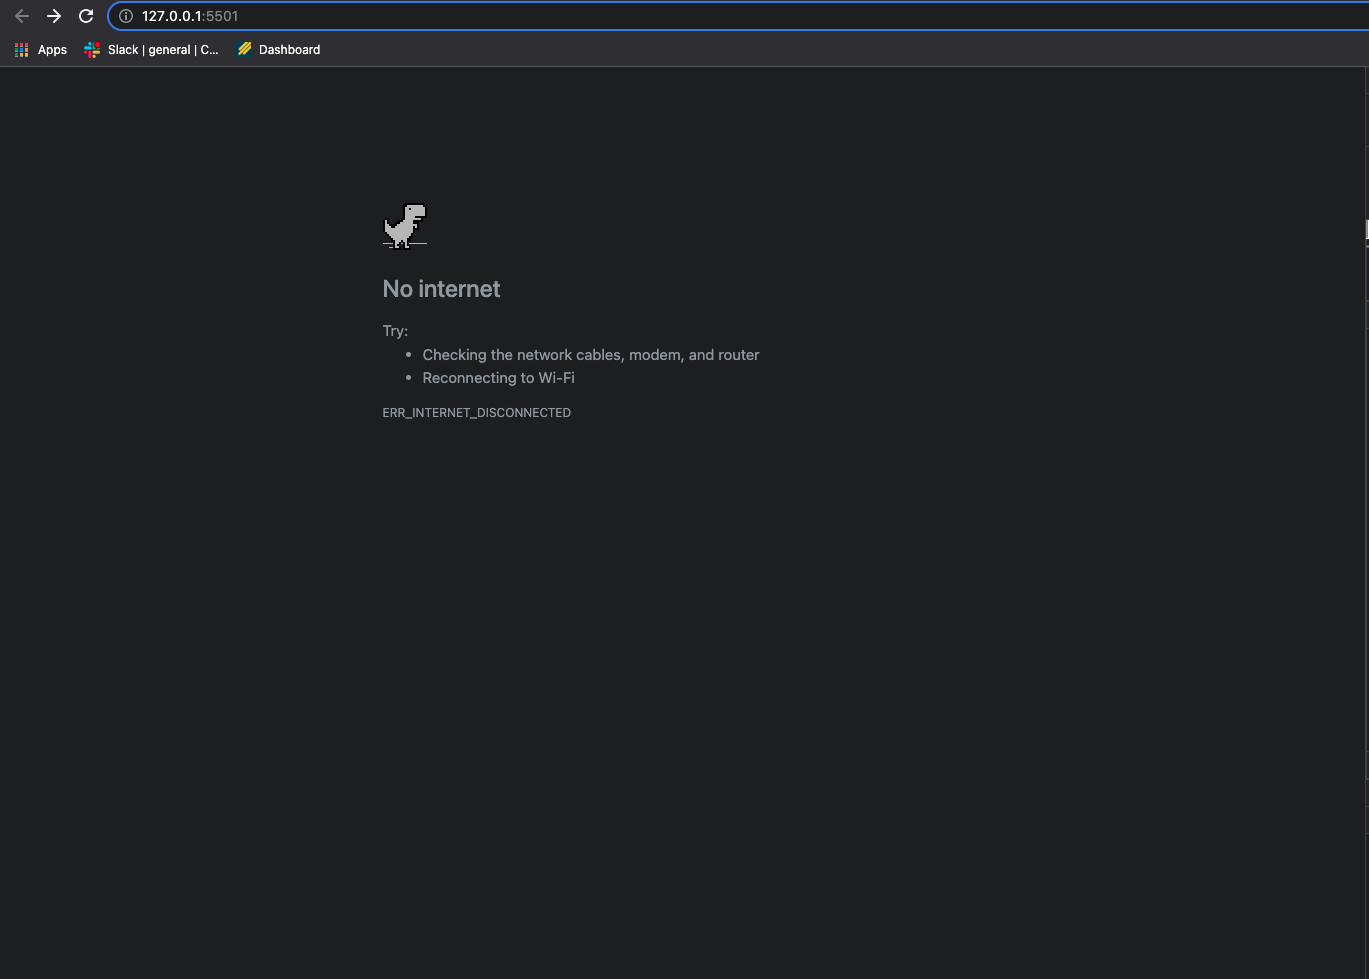 127.0.0.1:5501
Apps Slack | general | C... Dashboard
No internet
Try:
• Checking the network cables, modem, and router
• Reconnecting to Wi-Fi
ERR_INTERNET_DISCONNECTED